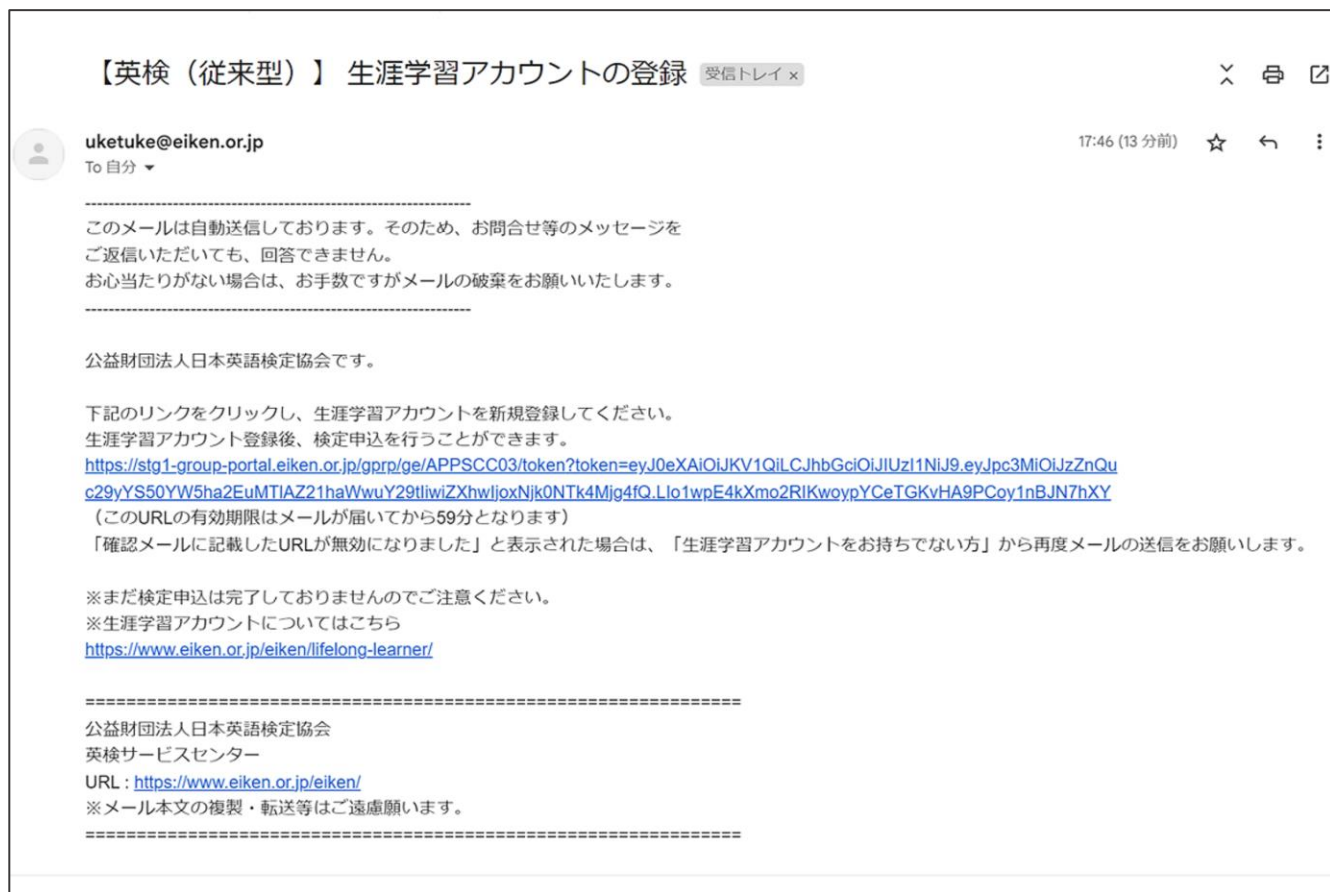 【英検（従来型）】 生涯学習アカウントの登録 受信トレイ ×
uketuke@eiken.or.jp
17:46 (13 分前)
To 自分
-----------------------------------------------------------------
このメールは自動送信しております。そのため、お問合せ等のメッセージを
ご返信いただいても、回答できません。
お心当たりがない場合は、お手数ですがメールの破棄をお願いいたします。
-----------------------------------------------------------------
公益財団法人日本英語検定協会です。
下記のリンクをクリックし、生涯学習アカウントを新規登録してください。
生涯学習アカウント登録後、検定申込を行うことができます。
https://stg1-group-portal.eiken.or.jp/gprp/ge/APPSCC03/token?token=eyJ0eXAiOiJKV1QiLCJhbGciOiJIUzI1NiJ9.eyJpc3MiOiJzZnQu
c29yYS50YW5ha2EuMTIAZ21haWwuY29tIiwiZXhwIjoxNjk0NTk4Mjg4fQ.LIo1wpE4kXmo2RIKwoypYCeTGKvHA9PCoy1nBJN7hXY
（このURLの有効期限はメールが届いてから59分となります）
「確認メールに記載したURLが無効になりました」と表示された場合は、「生涯学習アカウントをお持ちでない方」から再度メールの送信をお願いします。
※まだ検定申込は完了しておりませんのでご注意ください。
※生涯学習アカウントについてはこちら
https://www.eiken.or.jp/eiken/lifelong-learner/
=================================================================
公益財団法人日本英語検定協会
英検サービスセンター
URL : https://www.eiken.or.jp/eiken/
※メール本文の複製・転送等はご遠慮願います。
=================================================================